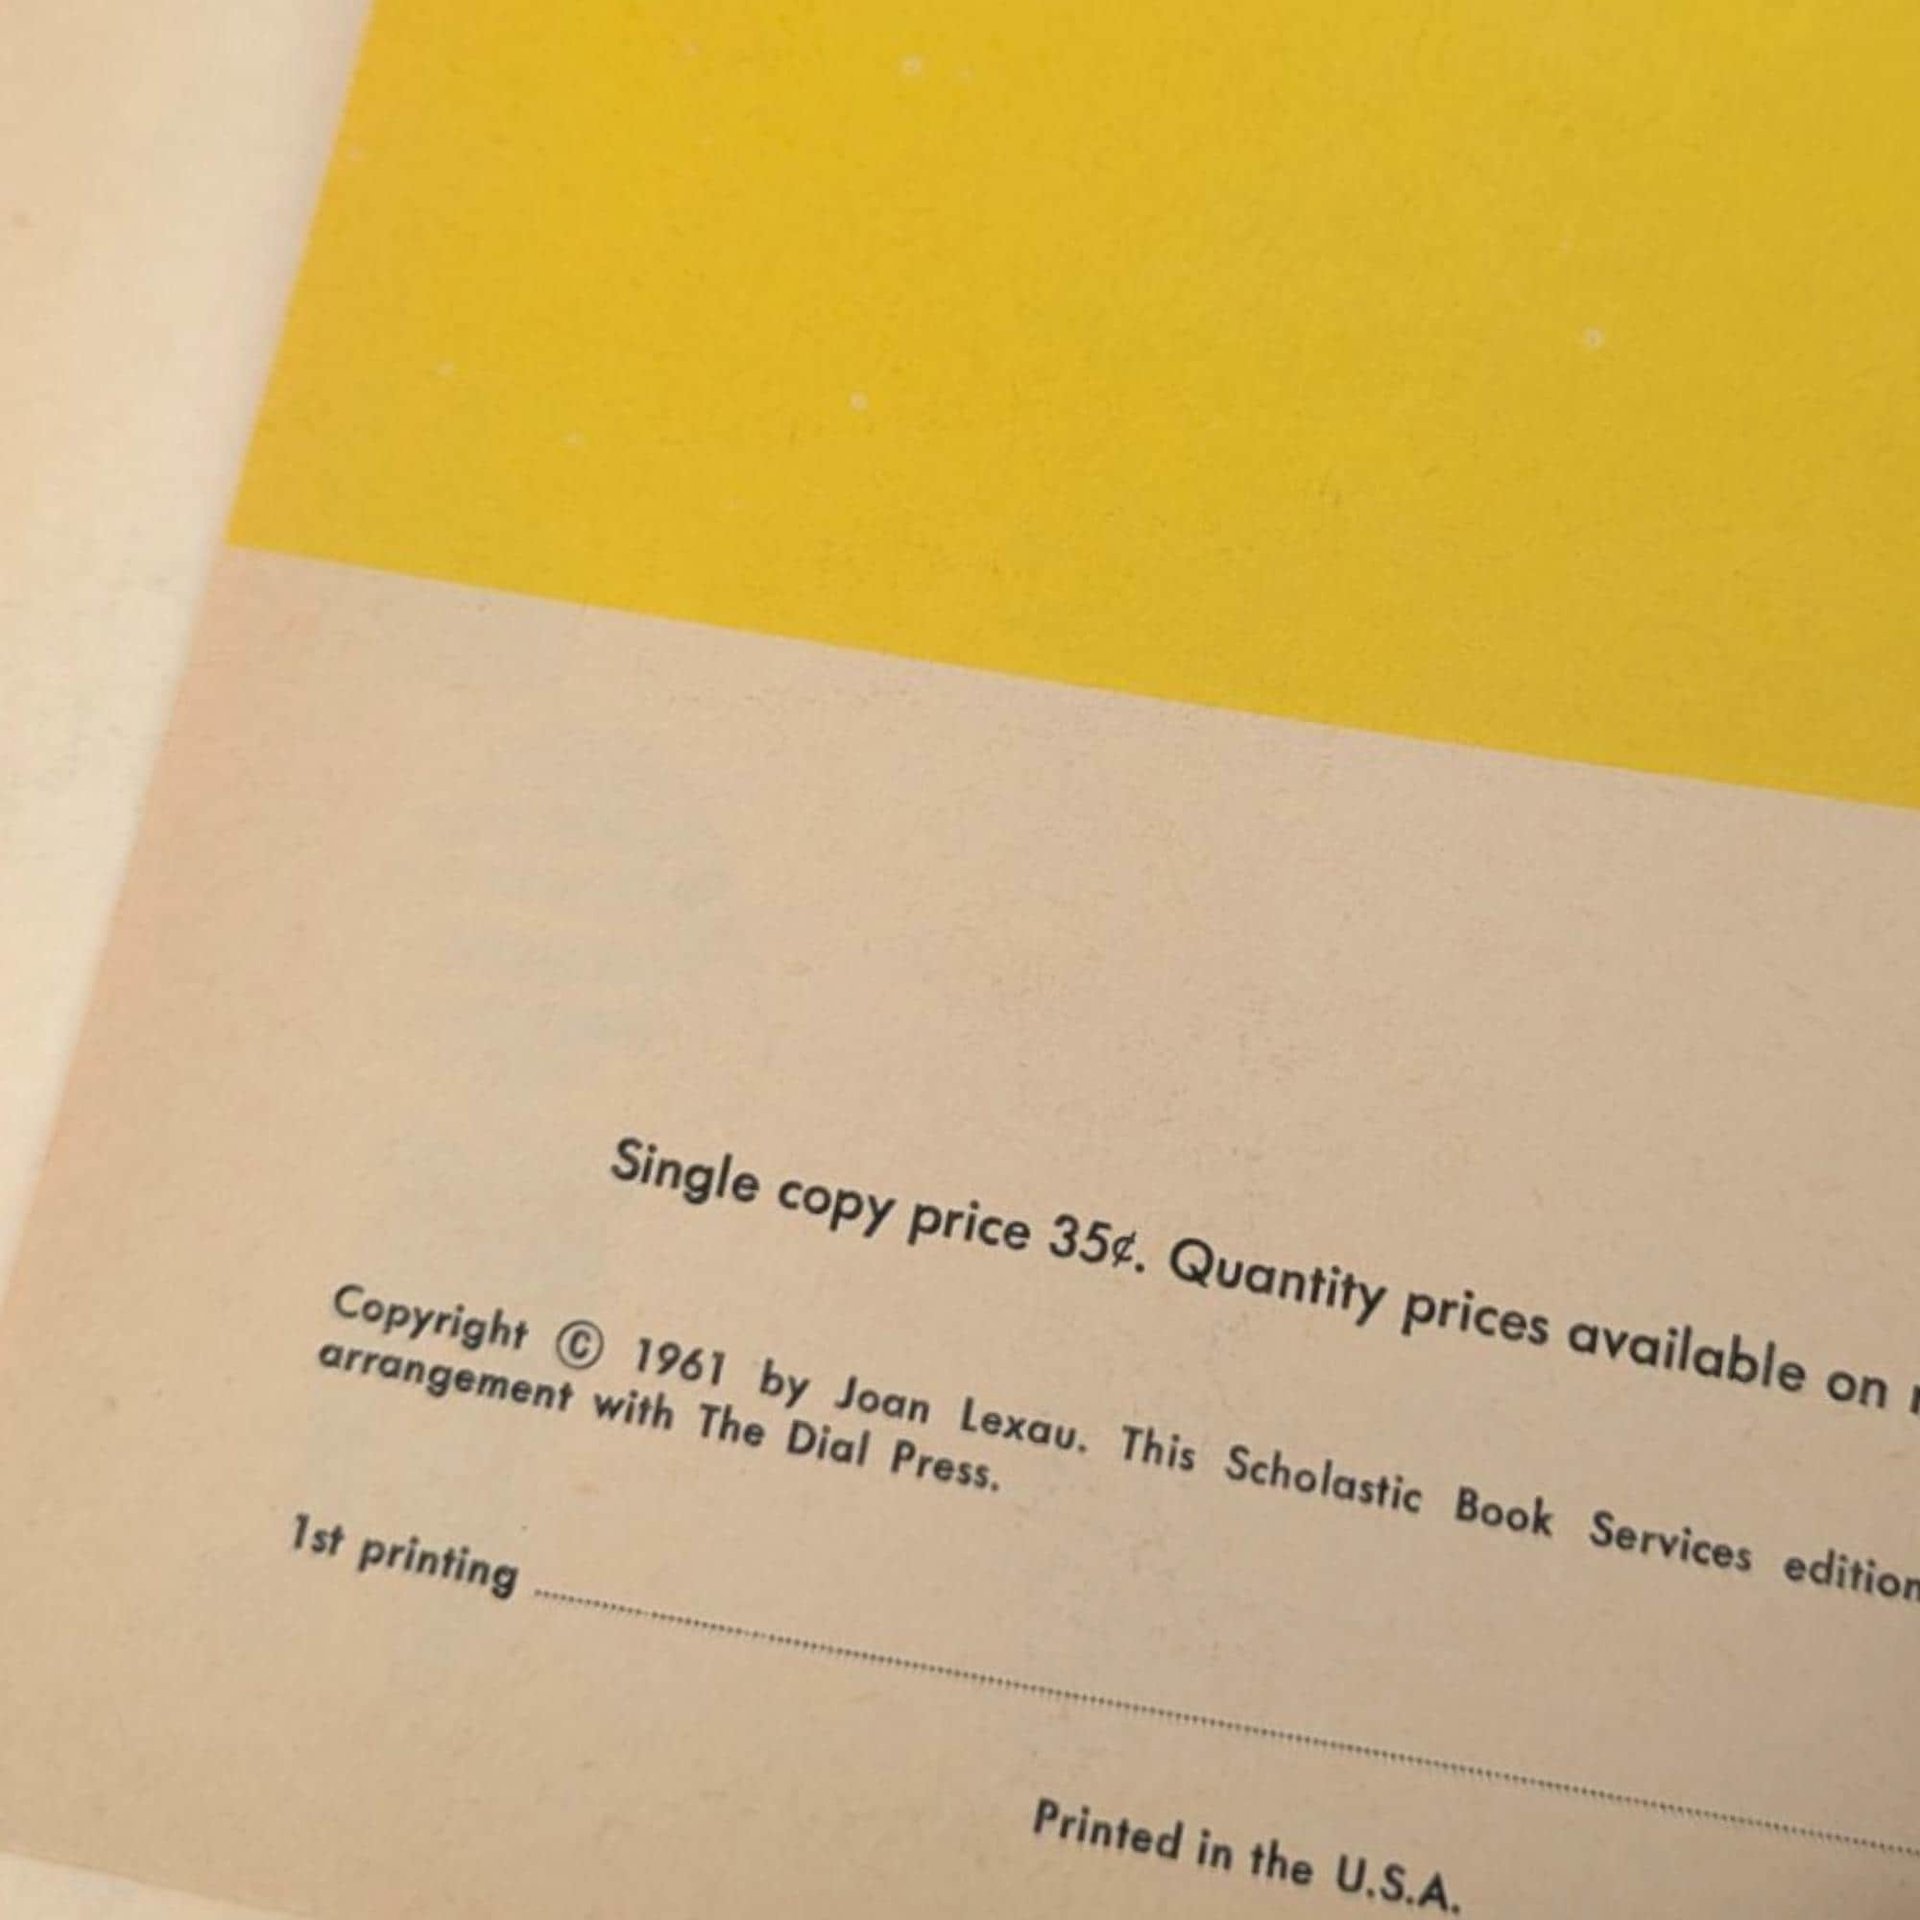 Single copy price 35¢. Quantity prices available on
Copyright © 1961 by Joan Lexau. This Scholastic Book Services edition
arrangement with The Dial Press.
1st printing ........................................................
Printed in the U.S.A.